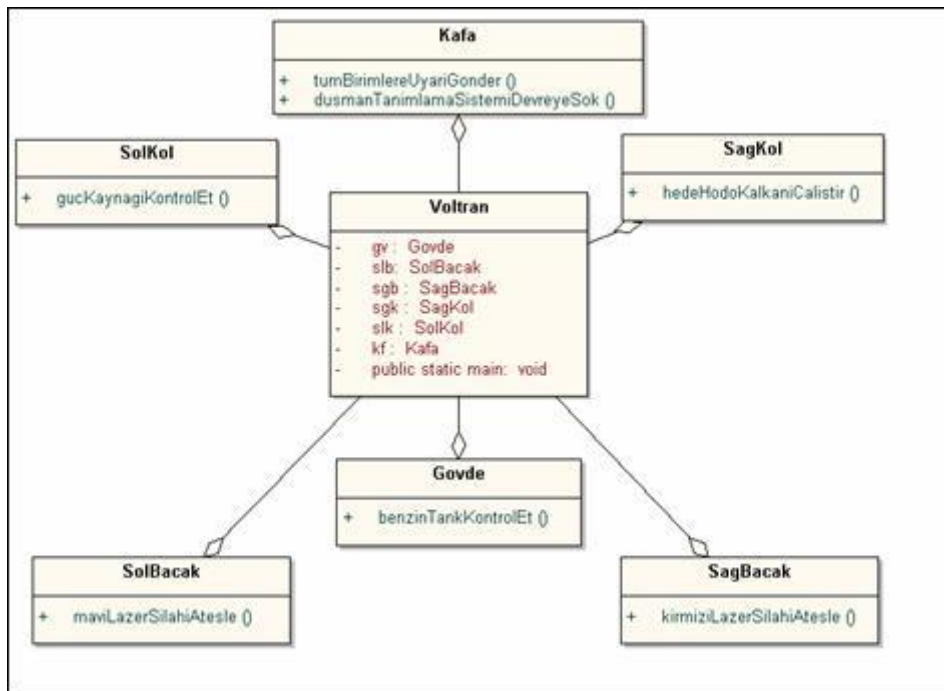 Kafa
+ tumBirimlereUyariGonder ()
+ dusmanTanimlamaSistemiDevreyeSok ()
SolKol
+ gucKaynagiKontrolEt ()
SagKol
+ hedeHodoKalkaniCalistir ()
Voltran
- gv : Govde
- slb: SolBacak
- sgb : SagBacak
- sgk : SagKol
- slk : SolKol
- kf : Kafa
- public static main: void
Govde
+ benzinTankKontrolEt ()
SolBacak
+ maviLazerSilahiAtesle ()
SagBacak
+ kirmiziLazerSilahiAtesle ()